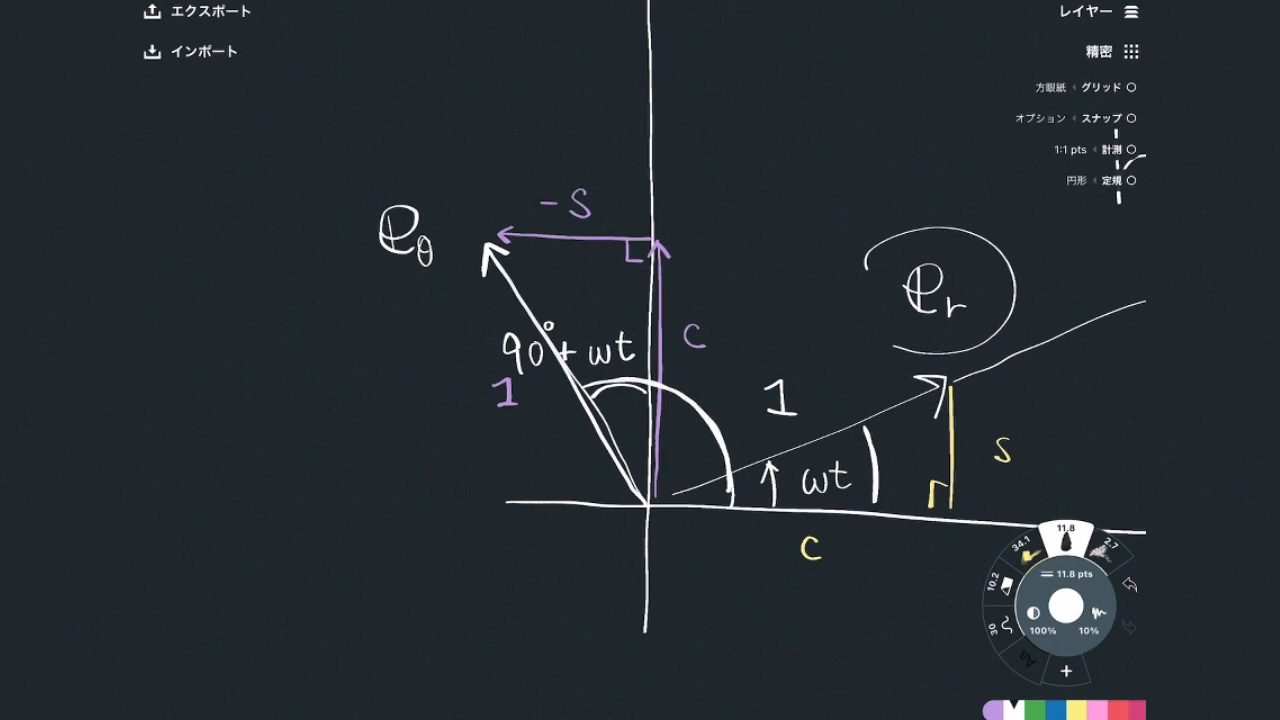 エクスポート
インポート
レイヤー
精密
方眼紙 グリッド
オプション スナップ
1:1 pts 計測
円形 定規
-S
eθ
er
90°+ωt
C
1
1
S
ωt
C
11.8
34.1
2.7
10.2
11.8 pts
30
100%
10%
Aa
+